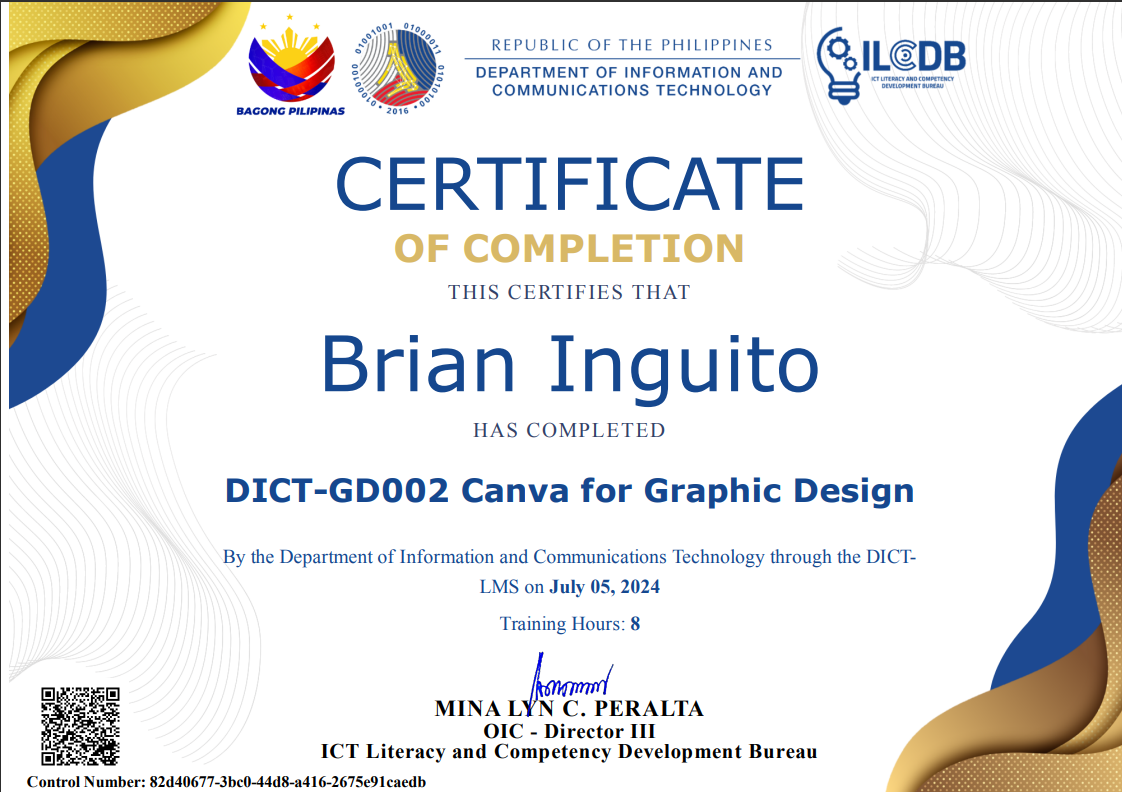 BAGONG PILIPINAS
01000100 01001001 01000011 01010100
• 2016 •
REPUBLIC OF THE PHILIPPINES
DEPARTMENT OF INFORMATION AND
COMMUNICATIONS TECHNOLOGY
ILCDB
ICT LITERACY AND COMPETENCY
DEVELOPMENT BUREAU
CERTIFICATE
OF COMPLETION
THIS CERTIFIES THAT
Brian Inguito
HAS COMPLETED
DICT-GD002 Canva for Graphic Design
By the Department of Information and Communications Technology through the DICT-
LMS on July 05, 2024
Training Hours: 8
MINA LYN C. PERALTA
OIC - Director III
ICT Literacy and Competency Development Bureau
Control Number: 82d40677-3bc0-44d8-a416-2675e91caedb